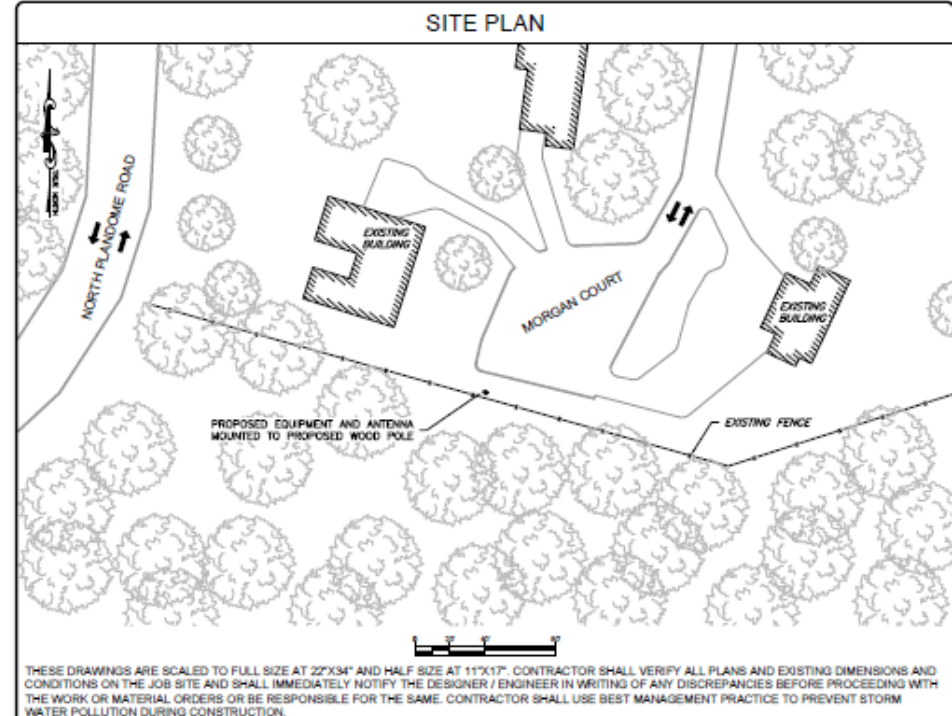 SITE PLAN
TRUE NORTH
NORTH PLANDOME ROAD
EXISTING
BUILDING
MORGAN COURT
EXISTING
BUILDING
PROPOSED EQUIPMENT AND ANTENNA
MOUNTED TO PROPOSED WOOD POLE
EXISTING FENCE
THESE DRAWINGS ARE SCALED TO FULL SIZE AT 22"X34" AND HALF SIZE AT 11"X17". CONTRACTOR SHALL VERIFY ALL PLANS AND EXISTING DIMENSIONS AND
CONDITIONS ON THE JOB SITE AND SHALL IMMEDIATELY NOTIFY THE DESIGNER / ENGINEER IN WRITING OF ANY DISCREPANCIES BEFORE PROCEEDING WITH
THE WORK OR MATERIAL ORDERS OR BE RESPONSIBLE FOR THE SAME. CONTRACTOR SHALL USE BEST MANAGEMENT PRACTICE TO PREVENT STORM
WATER POLLUTION DURING CONSTRUCTION.